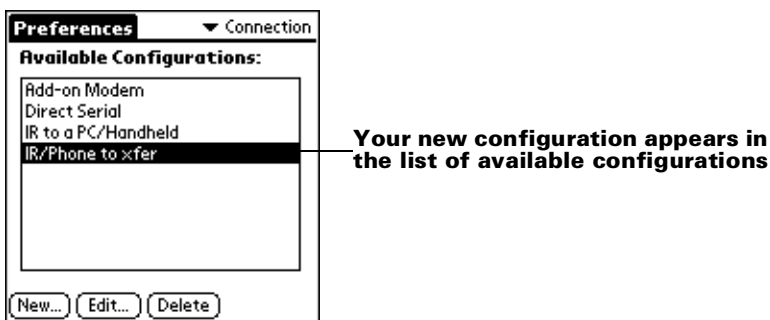 Preferences
Connection
Available Configurations:
Add-on Modem
Direct Serial
IR to a PC/Handheld
IR/Phone to xfer
Your new configuration appears in
the list of available configurations
New... Edit... Delete